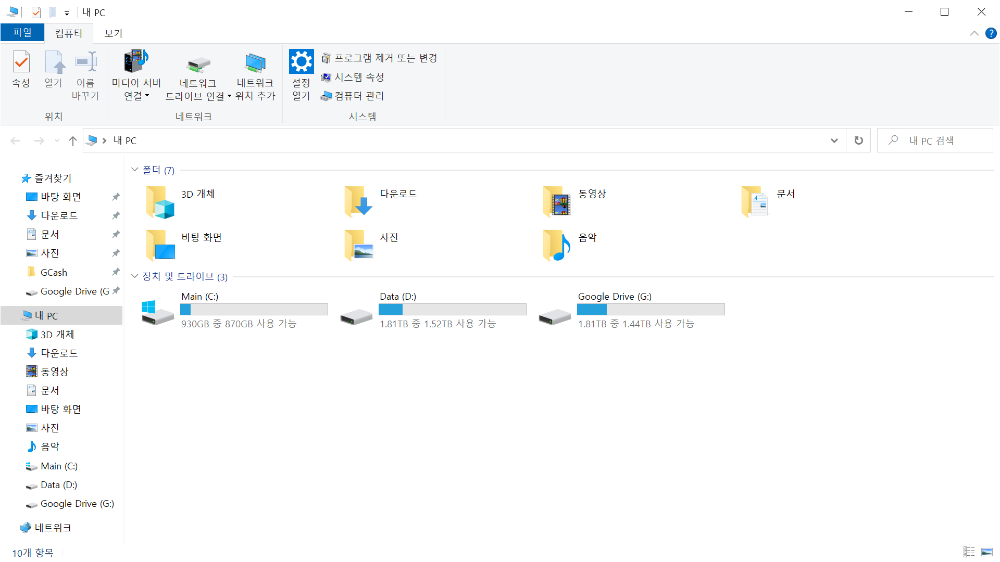 내 PC
파일
컴퓨터
보기
속성
열기
이름
바꾸기
위치
미디어 서버
연결
네트워크
드라이브 연결
네트워크
위치 추가
네트워크
설정
열기
프로그램 제거 또는 변경
시스템 속성
컴퓨터 관리
시스템
내 PC
내 PC 검색
즐겨찾기
바탕 화면
다운로드
문서
사진
GCash
Google Drive (G
내 PC
3D 개체
다운로드
동영상
문서
바탕 화면
사진
음악
Main (C:)
Data (D:)
Google Drive (G:)
네트워크
폴더 (7)
3D 개체
다운로드
동영상
문서
바탕 화면
사진
음악
장치 및 드라이브 (3)
Main (C:)
930GB 중 870GB 사용 가능
Data (D:)
1.81TB 중 1.52TB 사용 가능
Google Drive (G:)
1.81TB 중 1.44TB 사용 가능
10개 항목